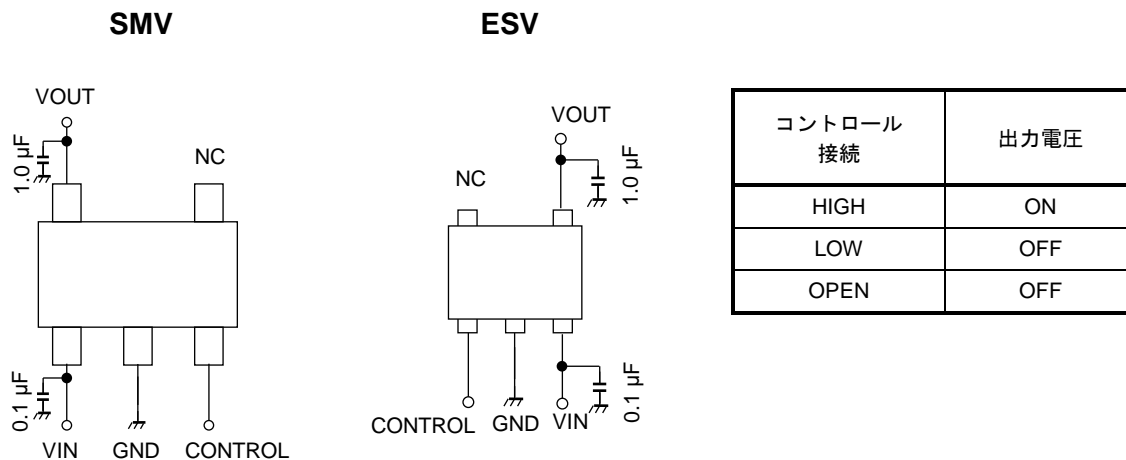 SMV
VOUT
1.0 µF
NC
0.1 µF
VIN GND CONTROL
ESV
VOUT
NC
1.0 µF
CONTROL GND VIN
0.1 µF
コントロール
接続
出力電圧
HIGH ON
LOW OFF
OPEN OFF